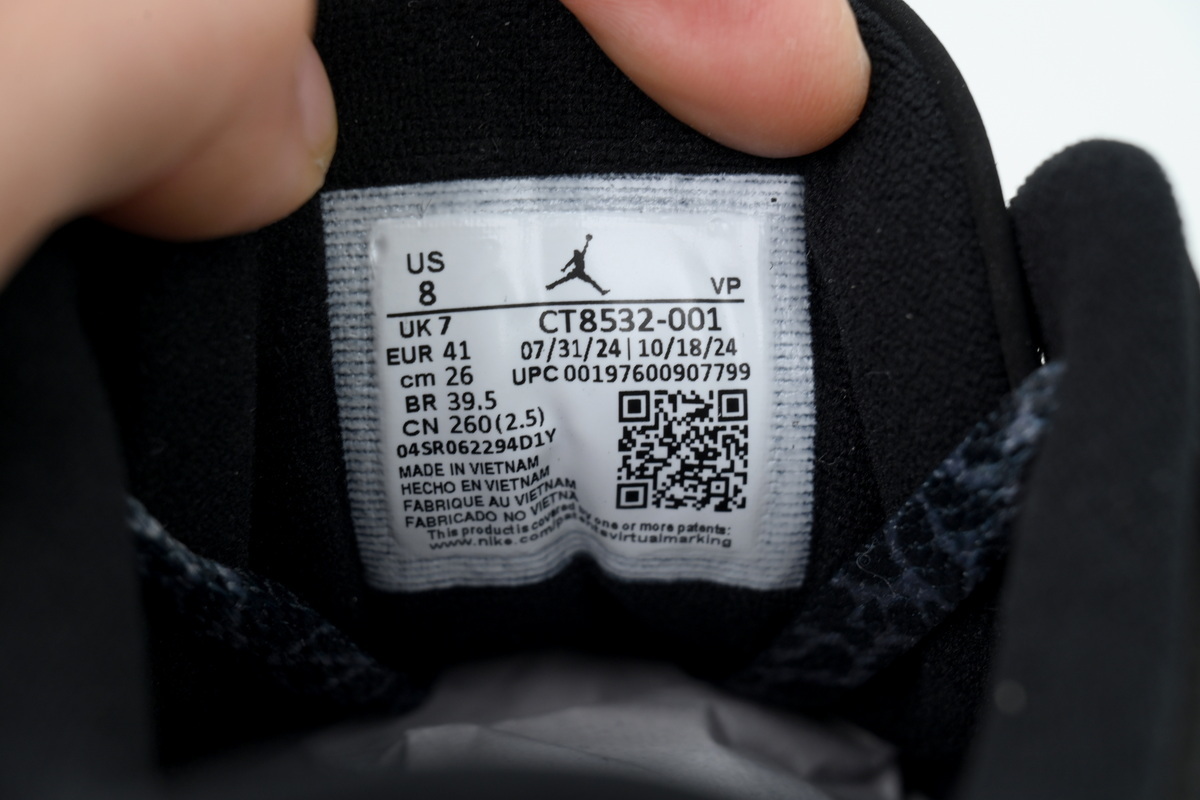 US
8
VP
UK 7
EUR 41
cm 26
BR 39.5
CN 260(2.5)
CT8532-001
07/31/24 | 10/18/24
UPC 00197600907799
04SR062294D1Y
MADE IN VIETNAM
HECHO EN VIETNAM
FABRIQUE AU VIETNAM
FABRICADO NO VIETNA
This product is covered by one or more patents:
www.nike.com/patentsvirtualmarking